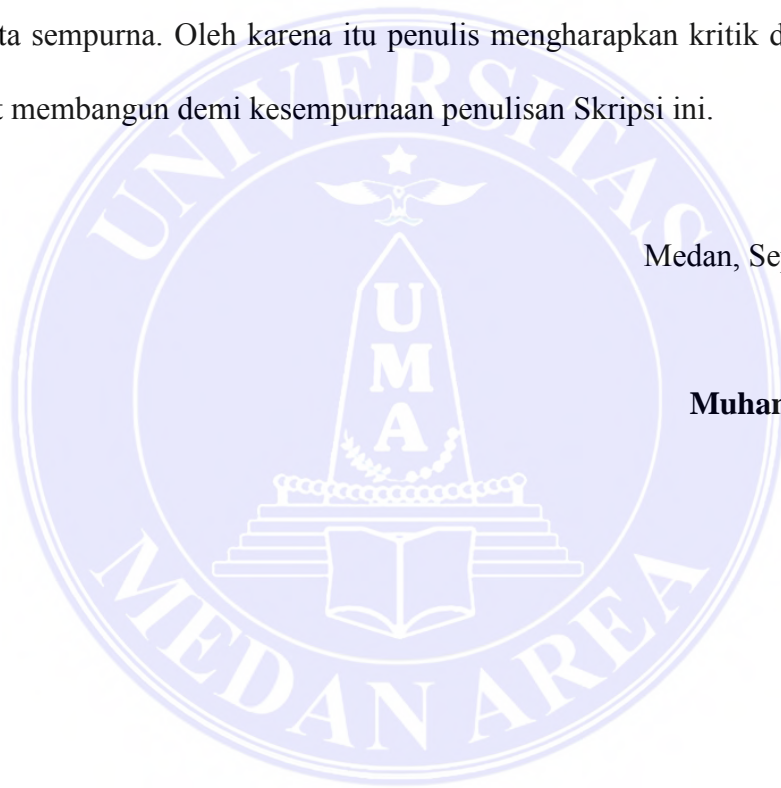 ta sempurna. Oleh karena itu penulis mengharapkan kritik d
t membangun demi kesempurnaan penulisan Skripsi ini.
UNIVERSITAS
UMA
Medan, Se
Muhar
MEDAN AREA